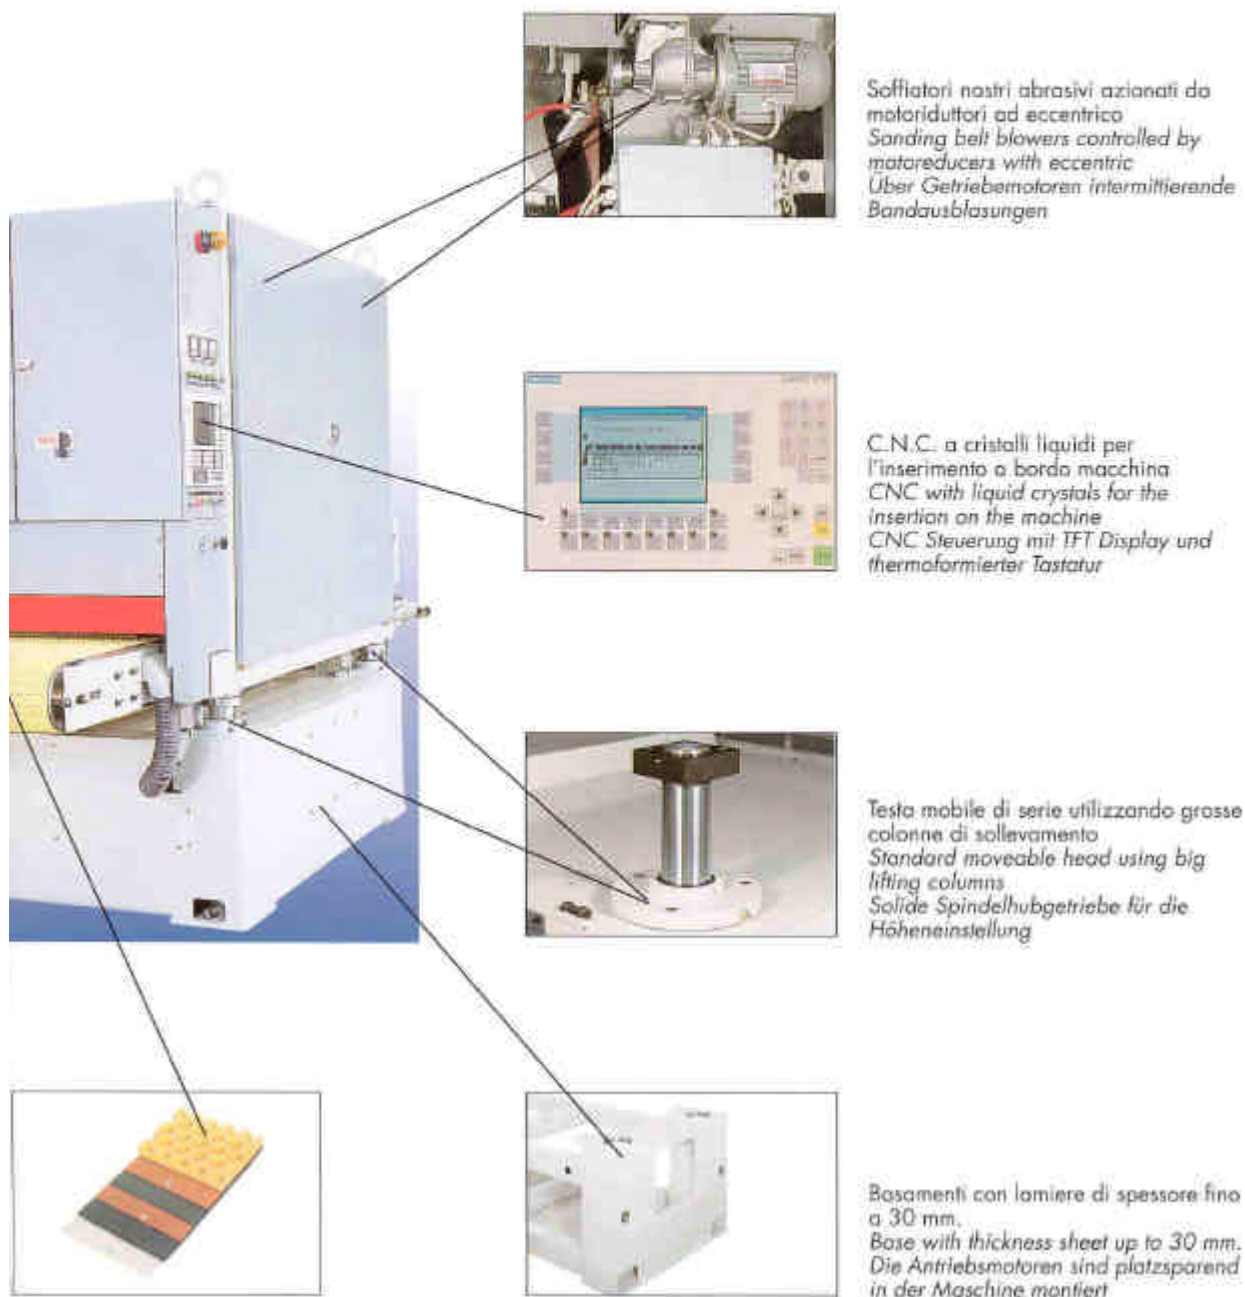 Soffiatori nastri abrasivi azionati da
motoriduttori ad eccentrico
Sanding belt blowers controlled by
motoreducers with eccentric
Über Getriebemotoren intermittierende
Bandausblasungen
C.N.C. a cristalli liquidi per
l'inserimento a bordo macchina
CNC with liquid crystals for the
insertion on the machine
CNC Steuerung mit TFT Display und
thermoformierter Tastatur
Testa mobile di serie utilizzando grosse
colonne di sollevamento
Standard moveable head using big
lifting columns
Solide Spindelhubgetriebe für die
Höheneinstellung
Basamenti con lamiere di spessore fino
a 30 mm.
Base with thickness sheet up to 30 mm.
Die Antriebsmotoren sind platzsparend
in der Maschine montiert